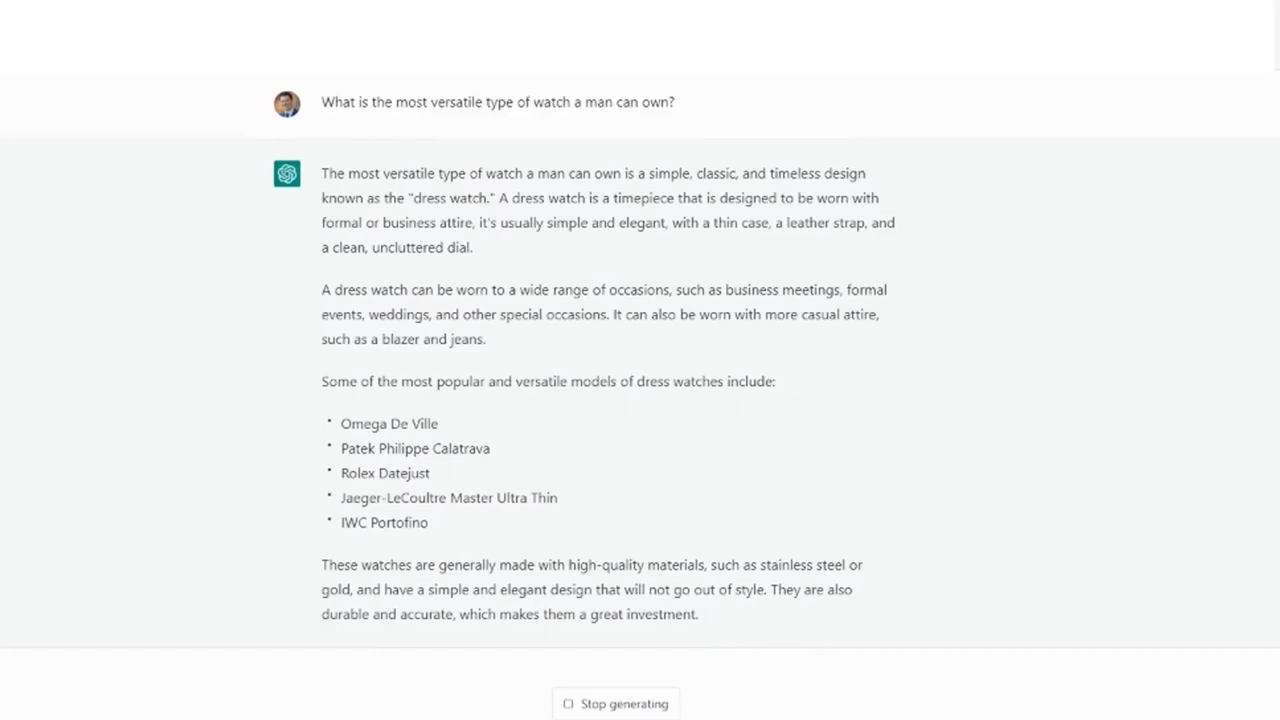 What is the most versatile type of watch a man can own?
The most versatile type of watch a man can own is a simple, classic, and timeless design
known as the "dress watch." A dress watch is a timepiece that is designed to be worn with
formal or business attire, it's usually simple and elegant, with a thin case, a leather strap, and
a clean, uncluttered dial.
A dress watch can be worn to a wide range of occasions, such as business meetings, formal
events, weddings, and other special occasions. It can also be worn with more casual attire,
such as a blazer and jeans.
Some of the most popular and versatile models of dress watches include:
• Omega De Ville
• Patek Philippe Calatrava
• Rolex Datejust
• Jaeger-LeCoultre Master Ultra Thin
• IWC Portofino
These watches are generally made with high-quality materials, such as stainless steel or
gold, and have a simple and elegant design that will not go out of style. They are also
durable and accurate, which makes them a great investment.
Stop generating